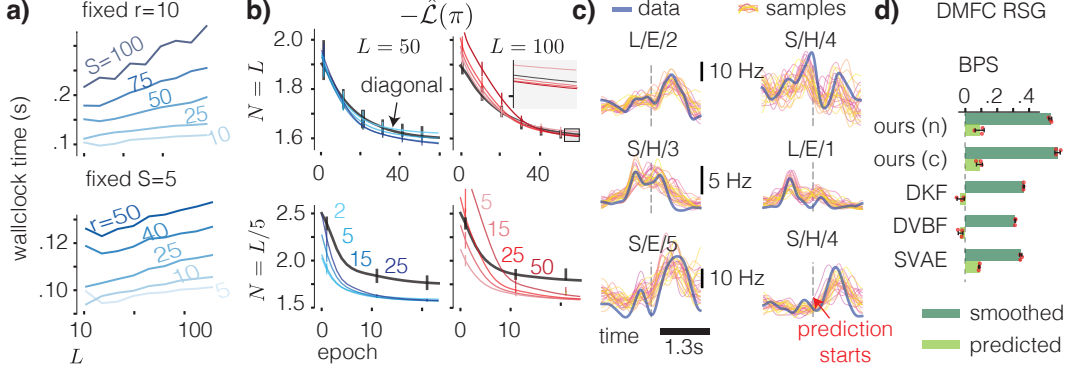 a)
fixed r=10
wallclock time (s)
.2
.1
S=100
75
50
25
10
fixed S=5
.12
.10
r=50
40
25
10
5
10
100
L
b)
−𝓛̂(π)
L = 50
L = 100
N = L
2.0
1.8
1.6
diagonal
0
40
0
40
N = L/5
2.5
2.0
1.5
2
5
15
25
5
15
25
50
0
10
0
10
epoch
c)
data
samples
L/E/2
S/H/4
10 Hz
S/H/3
L/E/1
5 Hz
S/E/5
S/H/4
10 Hz
time
1.3s
prediction
starts
d)
DMFC RSG
BPS
0
.4
ours (n)
ours (c)
DKF
DVBF
SVAE
smoothed
predicted